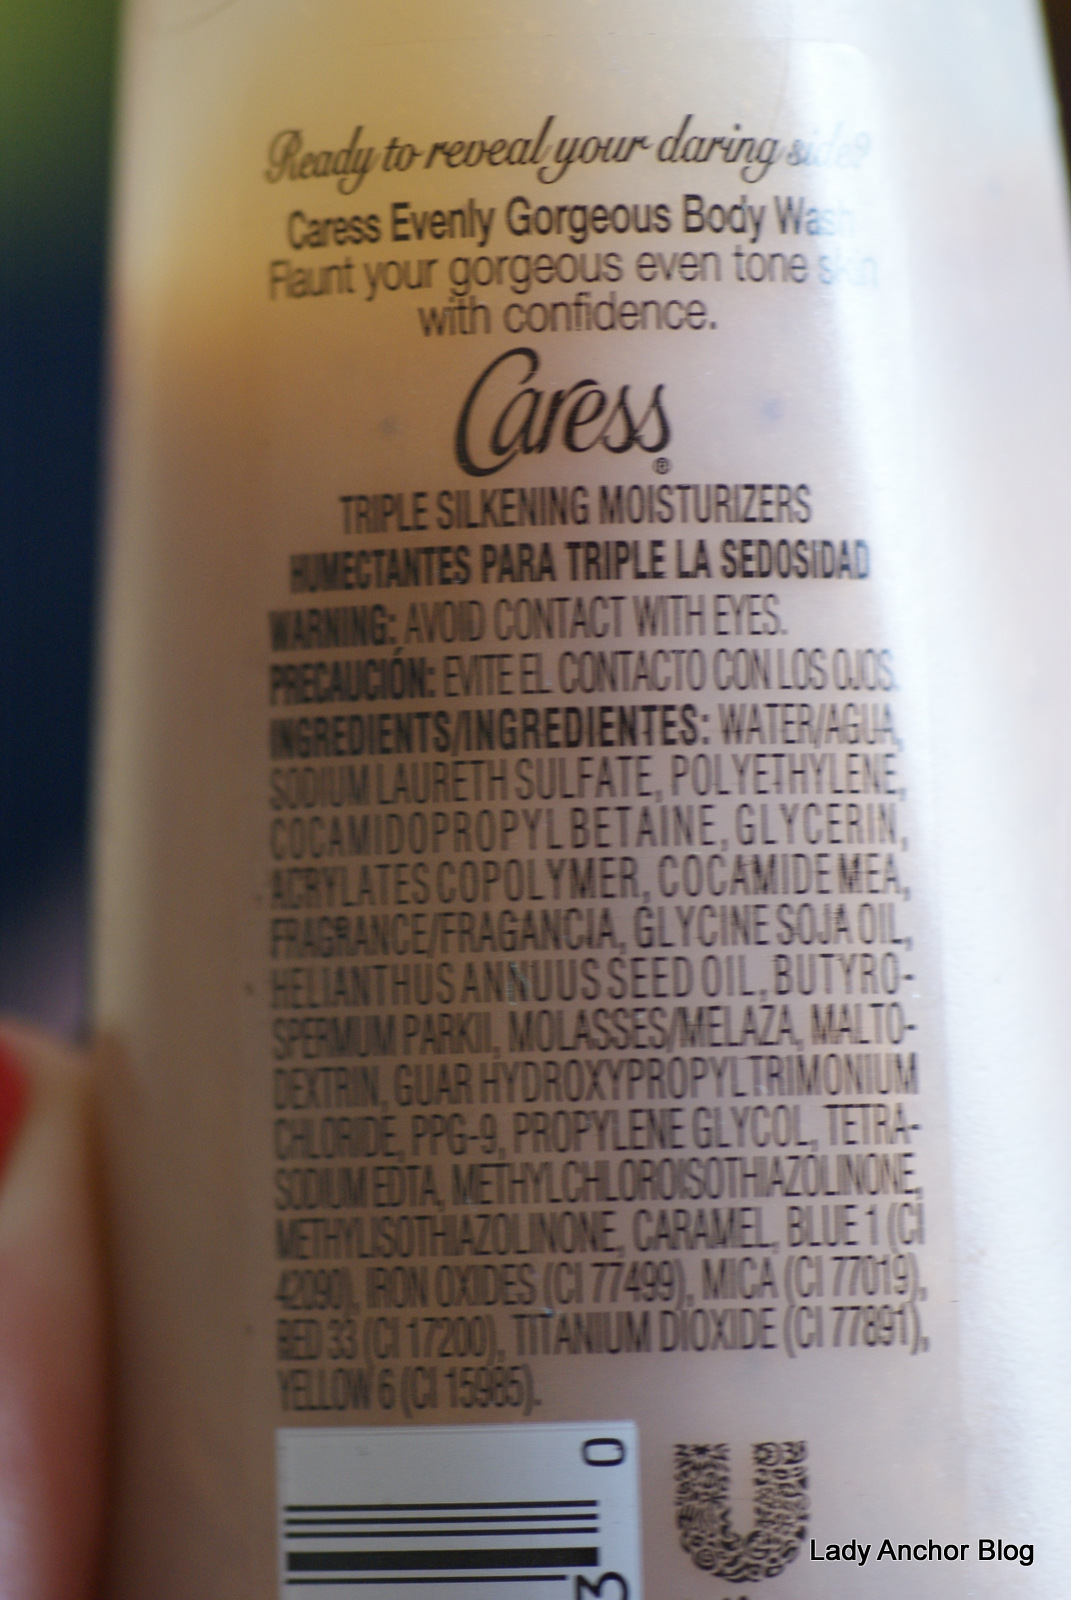 Ready to reveal your daring side?
Caress Evenly Gorgeous Body Wash
Flaunt your gorgeous even tone skin
with confidence.
Caress
®
TRIPLE SILKENING MOISTURIZERS
HUMECTANTES PARA TRIPLE LA SEDOSIDAD
WARNING: AVOID CONTACT WITH EYES.
PRECAUCIÓN: EVITE EL CONTACTO CON LOS OJOS.
INGREDIENTS/INGREDIENTES: WATER/AGUA,
SODIUM LAURETH SULFATE, POLYETHYLENE,
COCAMIDOPROPYL BETAINE, GLYCERIN,
ACRYLATES COPOLYMER, COCAMIDE MEA,
FRAGRANCE/FRAGANCIA, GLYCINE SOJA OIL,
HELIANTHUS ANNUUS SEED OIL, BUTYRO-
SPERMUM PARKII, MOLASSES/MELAZA, MALTO-
DEXTRIN, GUAR HYDROXYPROPYLTRIMONIUM
CHLORIDE, PPG-9, PROPYLENE GLYCOL, TETRA-
SODIUM EDTA, METHYLCHLOROISOTHIAZOLINONE,
METHYLISOTHIAZOLINONE, CARAMEL, BLUE 1 (CI
42090), IRON OXIDES (CI 77499), MICA (CI 77019),
RED 33 (CI 17200), TITANIUM DIOXIDE (CI 77891),
YELLOW 6 (CI 15985).
0
3
Lady Anchor Blog